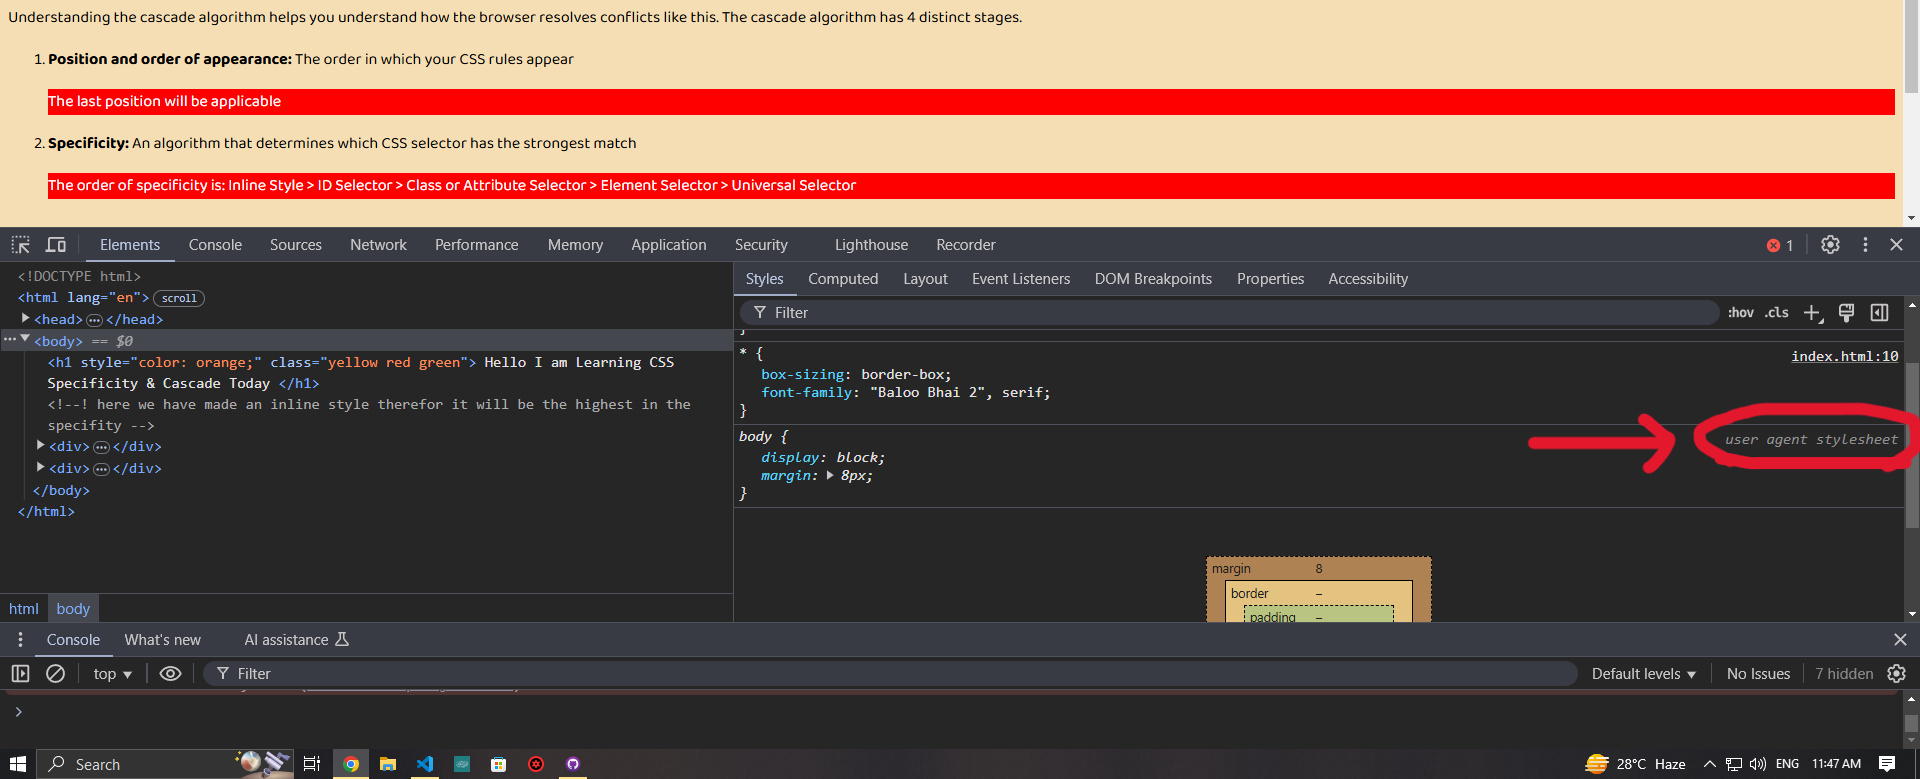 Understanding the cascade algorithm helps you understand how the browser resolves conflicts like this. The cascade algorithm has 4 distinct stages.
1. Position and order of appearance: The order in which your CSS rules appear
The last position will be applicable
2. Specificity: An algorithm that determines which CSS selector has the strongest match
The order of specificity is: Inline Style > ID Selector > Class or Attribute Selector > Element Selector > Universal Selector
Elements Console Sources Network Performance Memory Application Security Lighthouse Recorder 1
<!DOCTYPE html>
<html lang="en"> scroll
<head> ••• </head>
••• <body> == $0
<h1 style="color: orange;" class="yellow red green"> Hello I am Learning CSS
Specificity & Cascade Today </h1>
<!--! here we have made an inline style therefor it will be the highest in the
specifity -->
<div> ••• </div>
<div> ••• </div>
</body>
</html>
html body
Styles Computed Layout Event Listeners DOM Breakpoints Properties Accessibility
Filter :hov .cls
}
* { index.html:10
box-sizing: border-box;
font-family: "Baloo Bhai 2", serif;
}
body { user agent stylesheet
display: block;
margin: 8px;
}
margin 8
border –
padding –
Console What's new AI assistance
top Filter Default levels No Issues 7 hidden
>
Search 28°C Haze ENG 11:47 AM